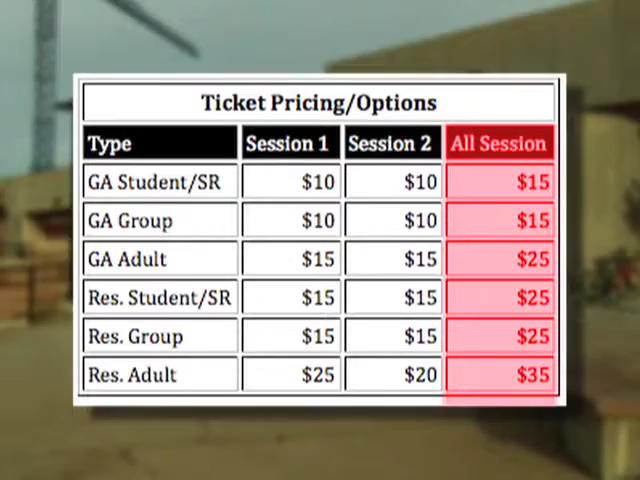 Ticket Pricing/Options
Type Session 1 Session 2 All Session
GA Student/SR $10 $10 $15
GA Group $10 $10 $15
GA Adult $15 $15 $25
Res. Student/SR $15 $15 $25
Res. Group $15 $15 $25
Res. Adult $25 $20 $35